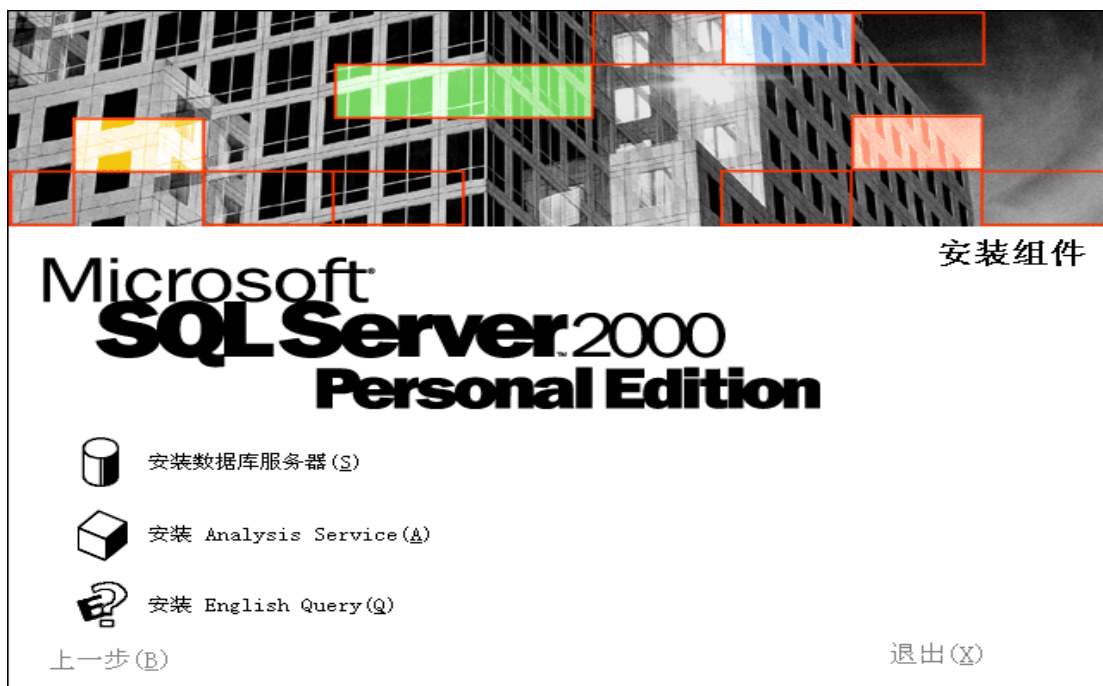 安装组件
Microsoft®
SQL Server™ 2000
Personal Edition
安装数据库服务器(S)
安装 Analysis Service(A)
安装 English Query(Q)
上一步(B)
退出(X)